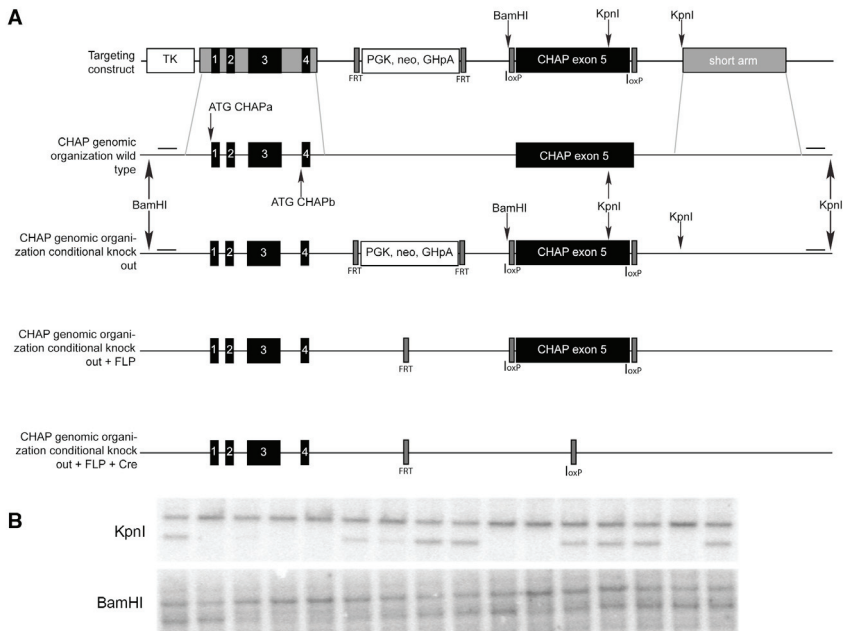 A
BamHI KpnI KpnI
Targeting
construct
TK 1 2 3 4 PGK, neo, GHpA CHAP exon 5 short arm
FRT FRT loxP loxP
ATG CHAPa
CHAP genomic
organization wild
type
1 2 3 4 CHAP exon 5
ATG CHAPb
BamHI BamHI KpnI KpnI KpnI
CHAP genomic organi-
zation conditional knock
out
1 2 3 4 PGK, neo, GHpA CHAP exon 5
FRT FRT loxP loxP
CHAP genomic organi-
zation conditional knock
out + FLP
1 2 3 4 CHAP exon 5
FRT loxP loxP
CHAP genomic organi-
zation conditional knock
out + FLP + Cre
1 2 3 4
FRT loxP
B
KpnI
BamHI